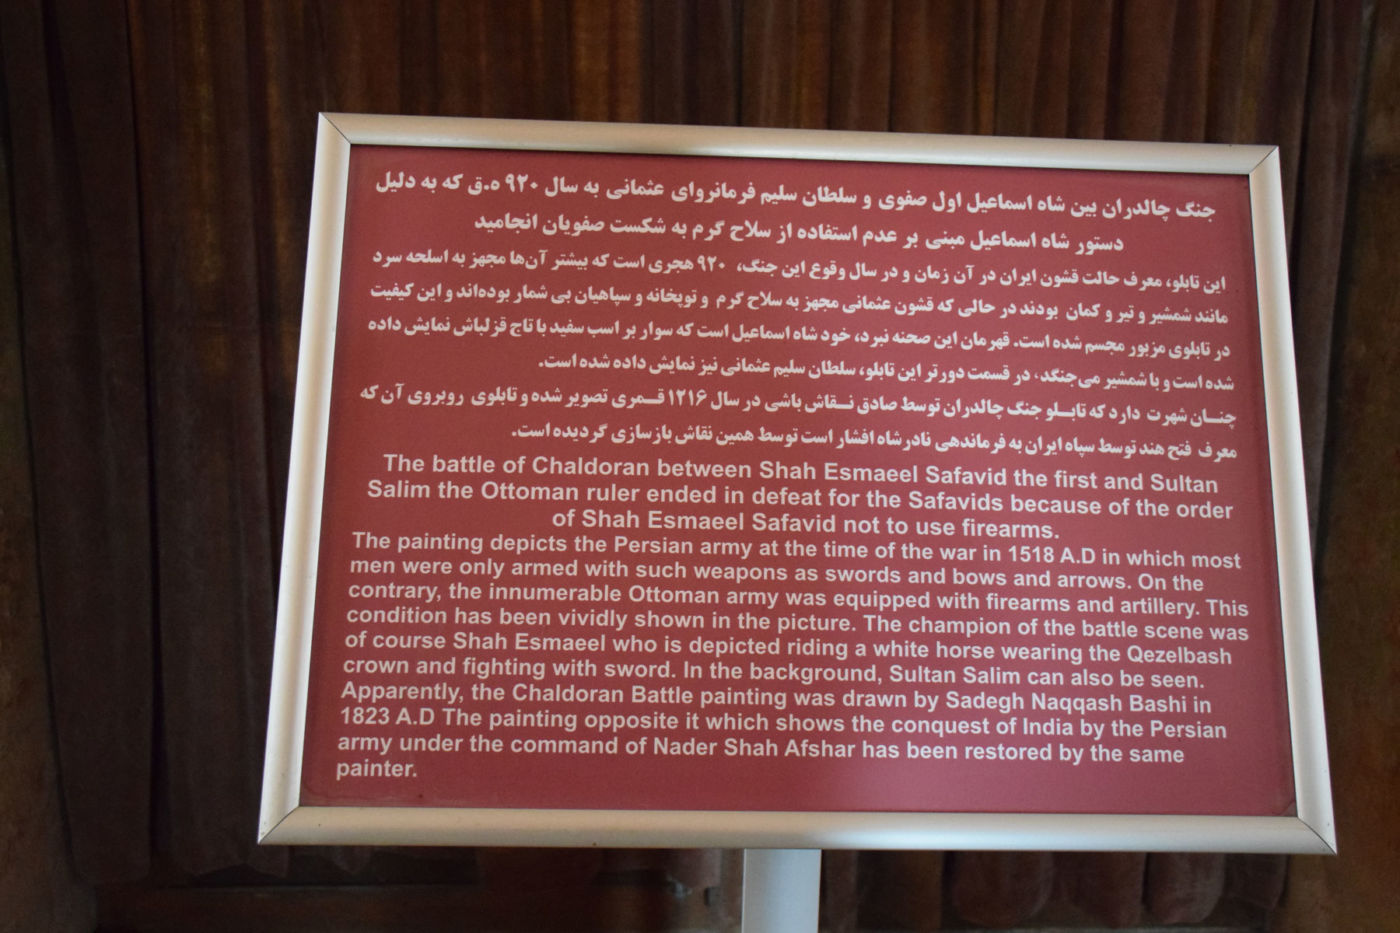 جنگ چالدران بین شاه اسماعیل اول صفوی و سلطان سلیم فرمانروای عثمانی به سال ۹۲۰ ه.ق که به دلیل
دستور شاه اسماعیل مبنی بر عدم استفاده از سلاح گرم به شکست صفویان انجامید
این تابلو، معرف حالت قشون ایران در آن زمان و در سال وقوع این جنگ، ۹۲۰ هجری است که بیشتر آن‌ها مجهز به اسلحه سرد
مانند شمشیر و تیر و کمان بودند در حالی که قشون عثمانی مجهز به سلاح گرم و توپخانه و سپاهیان بی شمار بوده‌اند و این کیفیت
در تابلوی مزبور مجسم شده است. قهرمان این صحنه نبرد، خود شاه اسماعیل است که سوار بر اسب سفید با تاج قزلباش نمایش داده
شده است و با شمشیر می‌جنگد، در قسمت دورتر این تابلو، سلطان سلیم عثمانی نیز نمایش داده شده است.
چنـــان شهرت دارد که تابـــلو جنگ چالدران توسط صادق نـــقاش باشی در سال ۱۲۱۶ قـــمری تصویر شده و تابلوی روبروی آن که
معرف فتح هند توسط سپاه ایران به فرماندهی نادرشاه افشار است توسط همین نقاش بازسازی گردیده است.
The battle of Chaldoran between Shah Esmaeel Safavid the first and Sultan
Salim the Ottoman ruler ended in defeat for the Safavids because of the order
of Shah Esmaeel Safavid not to use firearms.
The painting depicts the Persian army at the time of the war in 1518 A.D in which most
men were only armed with such weapons as swords and bows and arrows. On the
contrary, the innumerable Ottoman army was equipped with firearms and artillery. This
condition has been vividly shown in the picture. The champion of the battle scene was
of course Shah Esmaeel who is depicted riding a white horse wearing the Qezelbash
crown and fighting with sword. In the background, Sultan Salim can also be seen.
Apparently, the Chaldoran Battle painting was drawn by Sadegh Naqqash Bashi in
1823 A.D The painting opposite it which shows the conquest of India by the Persian
army under the command of Nader Shah Afshar has been restored by the same
painter.